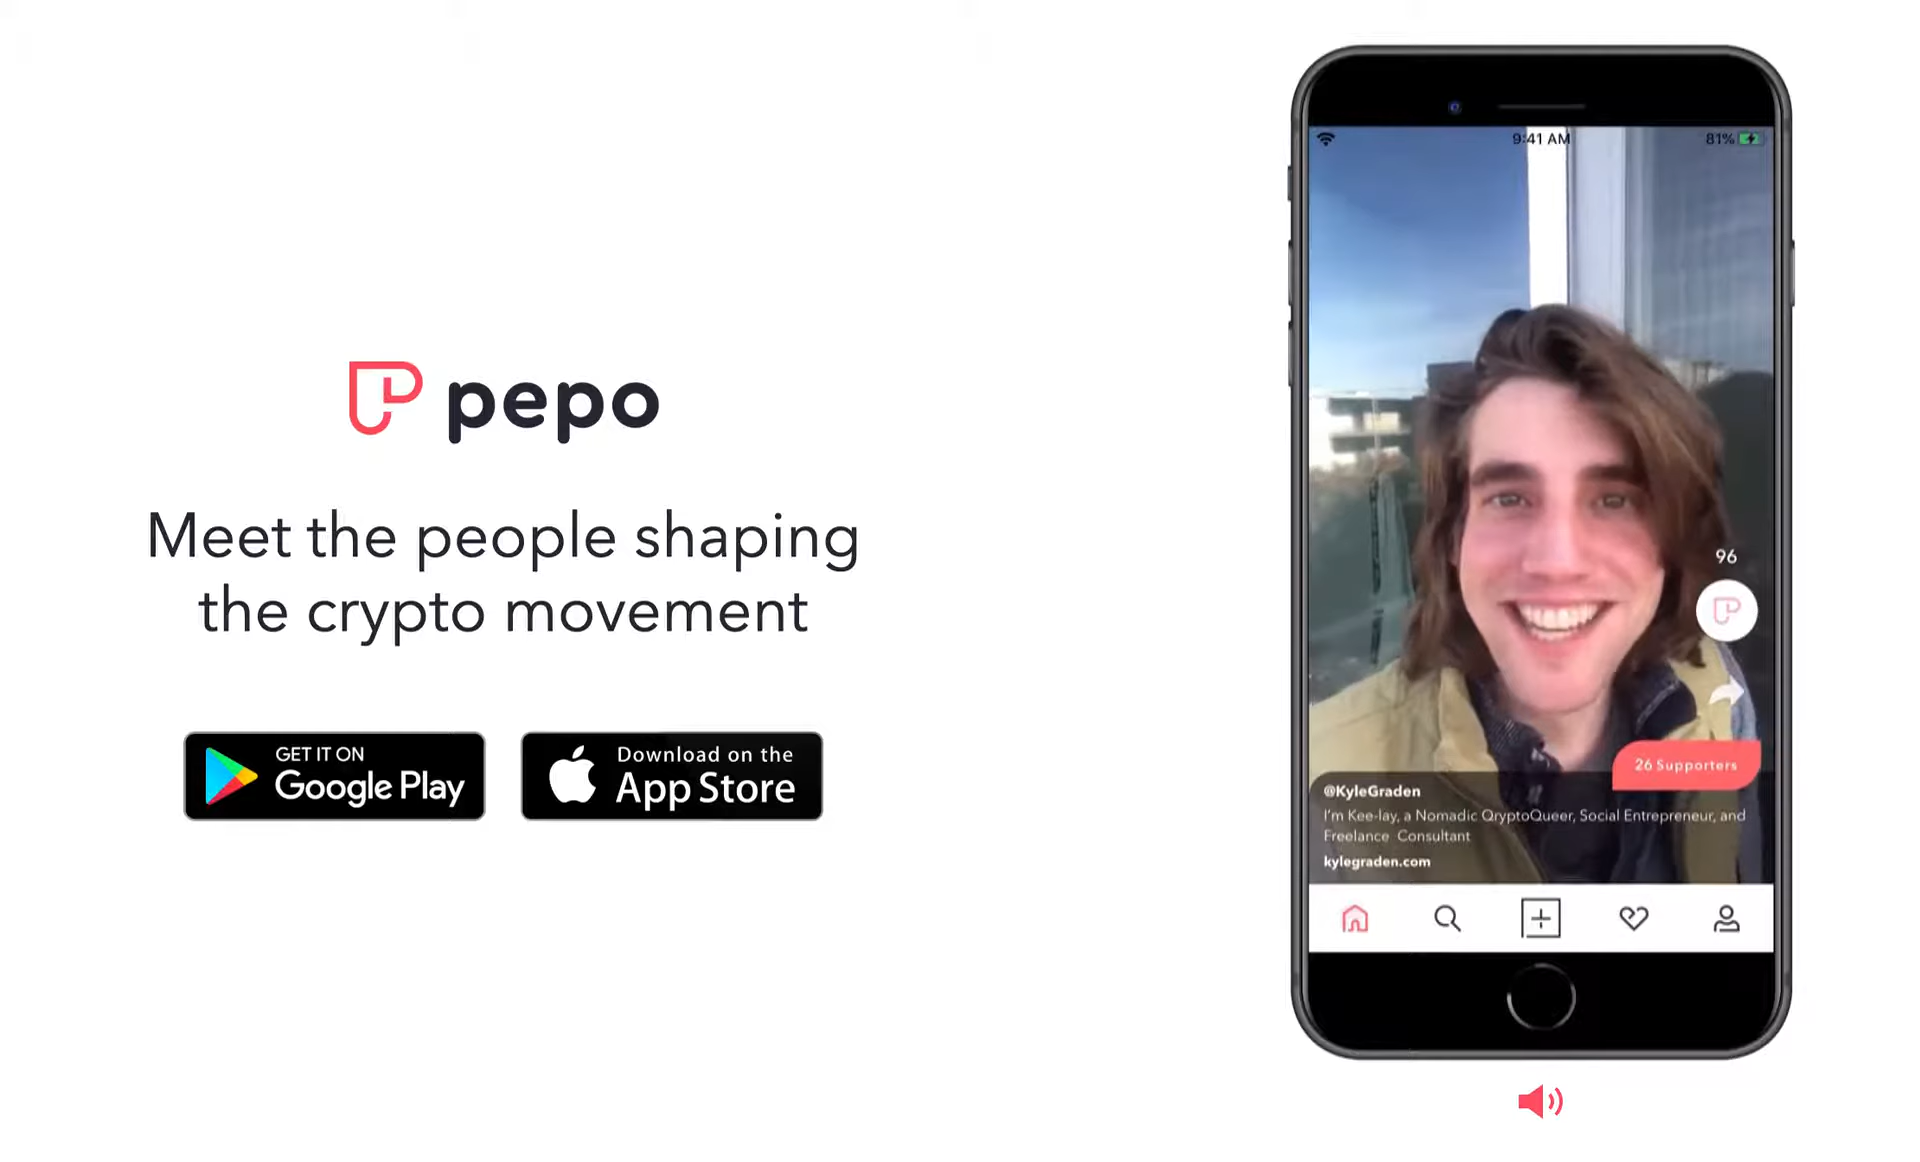 pepo
Meet the people shaping
the crypto movement
GET IT ON
Google Play
Download on the
App Store
9:41 AM
81%
96
26 Supporters
@KyleGraden
I'm Kee-lay, a Nomadic QryptoQueer, Social Entrepreneur, and
Freelance Consultant
kylegraden.com